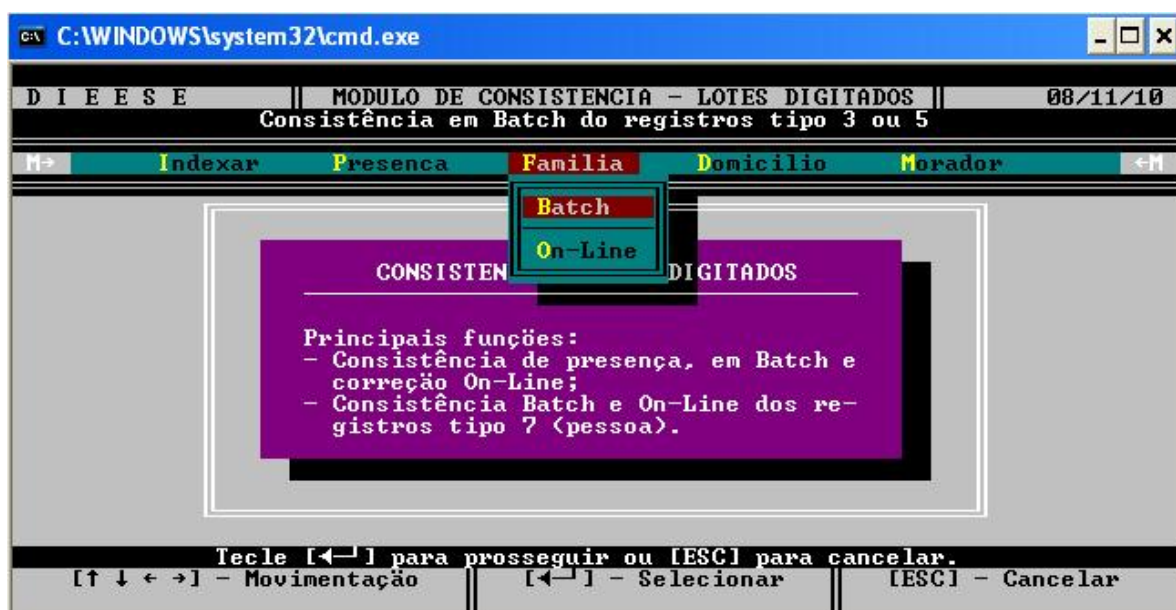 C:\WINDOWS\system32\cmd.exe
D I E E S E MODULO DE CONSISTENCIA - LOTES DIGITADOS 08/11/10
Consistência em Batch do registros tipo 3 ou 5
M→ Indexar Presenca Familia Domicilio Morador ←M
Batch
On-Line
CONSISTEN DIGITADOS
Principais funçöes:
- Consistência de presença, em Batch e
correçäo On-Line;
- Consistência Batch e On-Line dos re-
gistros tipo 7 (pessoa).
Tecle [◄─┘] para prosseguir ou [ESC] para cancelar.
[↑ ↓ ← →] - Movimentaçäo [◄─┘] - Selecionar [ESC] - Cancelar